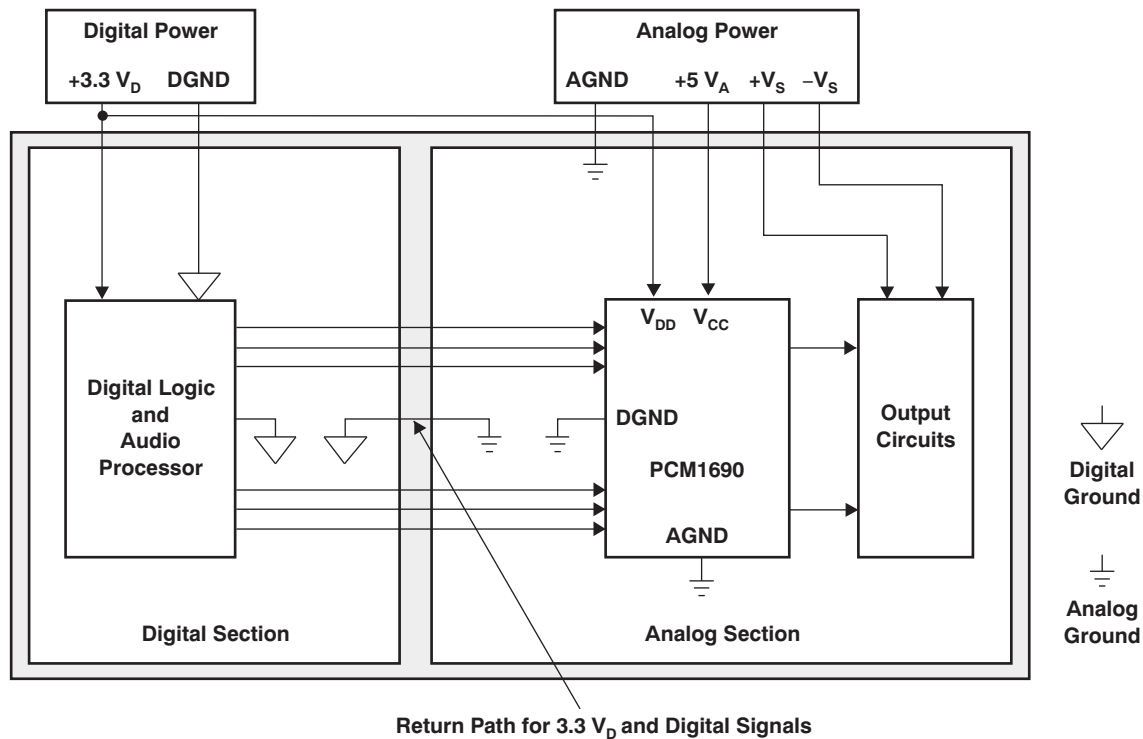 Digital Power
+3.3 V_D DGND
Analog Power
AGND +5 V_A +V_S −V_S
Digital Logic
and
Audio
Processor
V_DD V_CC
DGND
PCM1690
AGND
Output
Circuits
Digital
Ground
Analog
Ground
Digital Section
Analog Section
Return Path for 3.3 V_D and Digital Signals